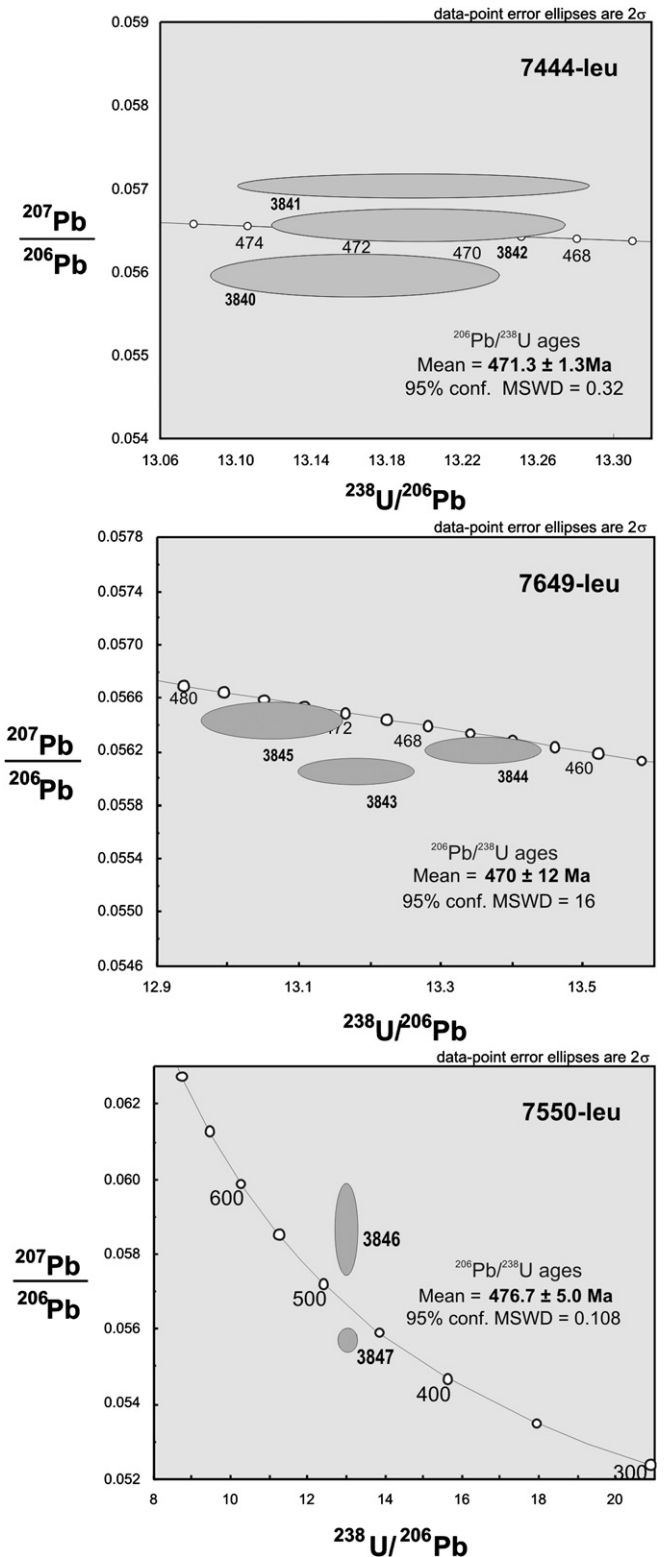 data-point error ellipses are 2σ
7444-leu
0.059
0.058
0.057
0.056
0.055
0.054
207Pb
206Pb
3841
474
472
470
3842
468
3840
206Pb/238U ages
Mean = 471.3 ± 1.3Ma
95% conf. MSWD = 0.32
13.06 13.10 13.14 13.18 13.22 13.26 13.30
238U/206Pb
data-point error ellipses are 2σ
7649-leu
0.0578
0.0574
0.0570
0.0566
0.0562
0.0558
0.0554
0.0550
0.0546
207Pb
206Pb
480
472
468
460
3845
3844
3843
206Pb/238U ages
Mean = 470 ± 12 Ma
95% conf. MSWD = 16
12.9 13.1 13.3 13.5
238U/206Pb
data-point error ellipses are 2σ
7550-leu
0.062
0.060
0.058
0.056
0.054
0.052
207Pb
206Pb
600
3846
500
3847
400
300
206Pb/238U ages
Mean = 476.7 ± 5.0 Ma
95% conf. MSWD = 0.108
8 10 12 14 16 18 20
238U/206Pb